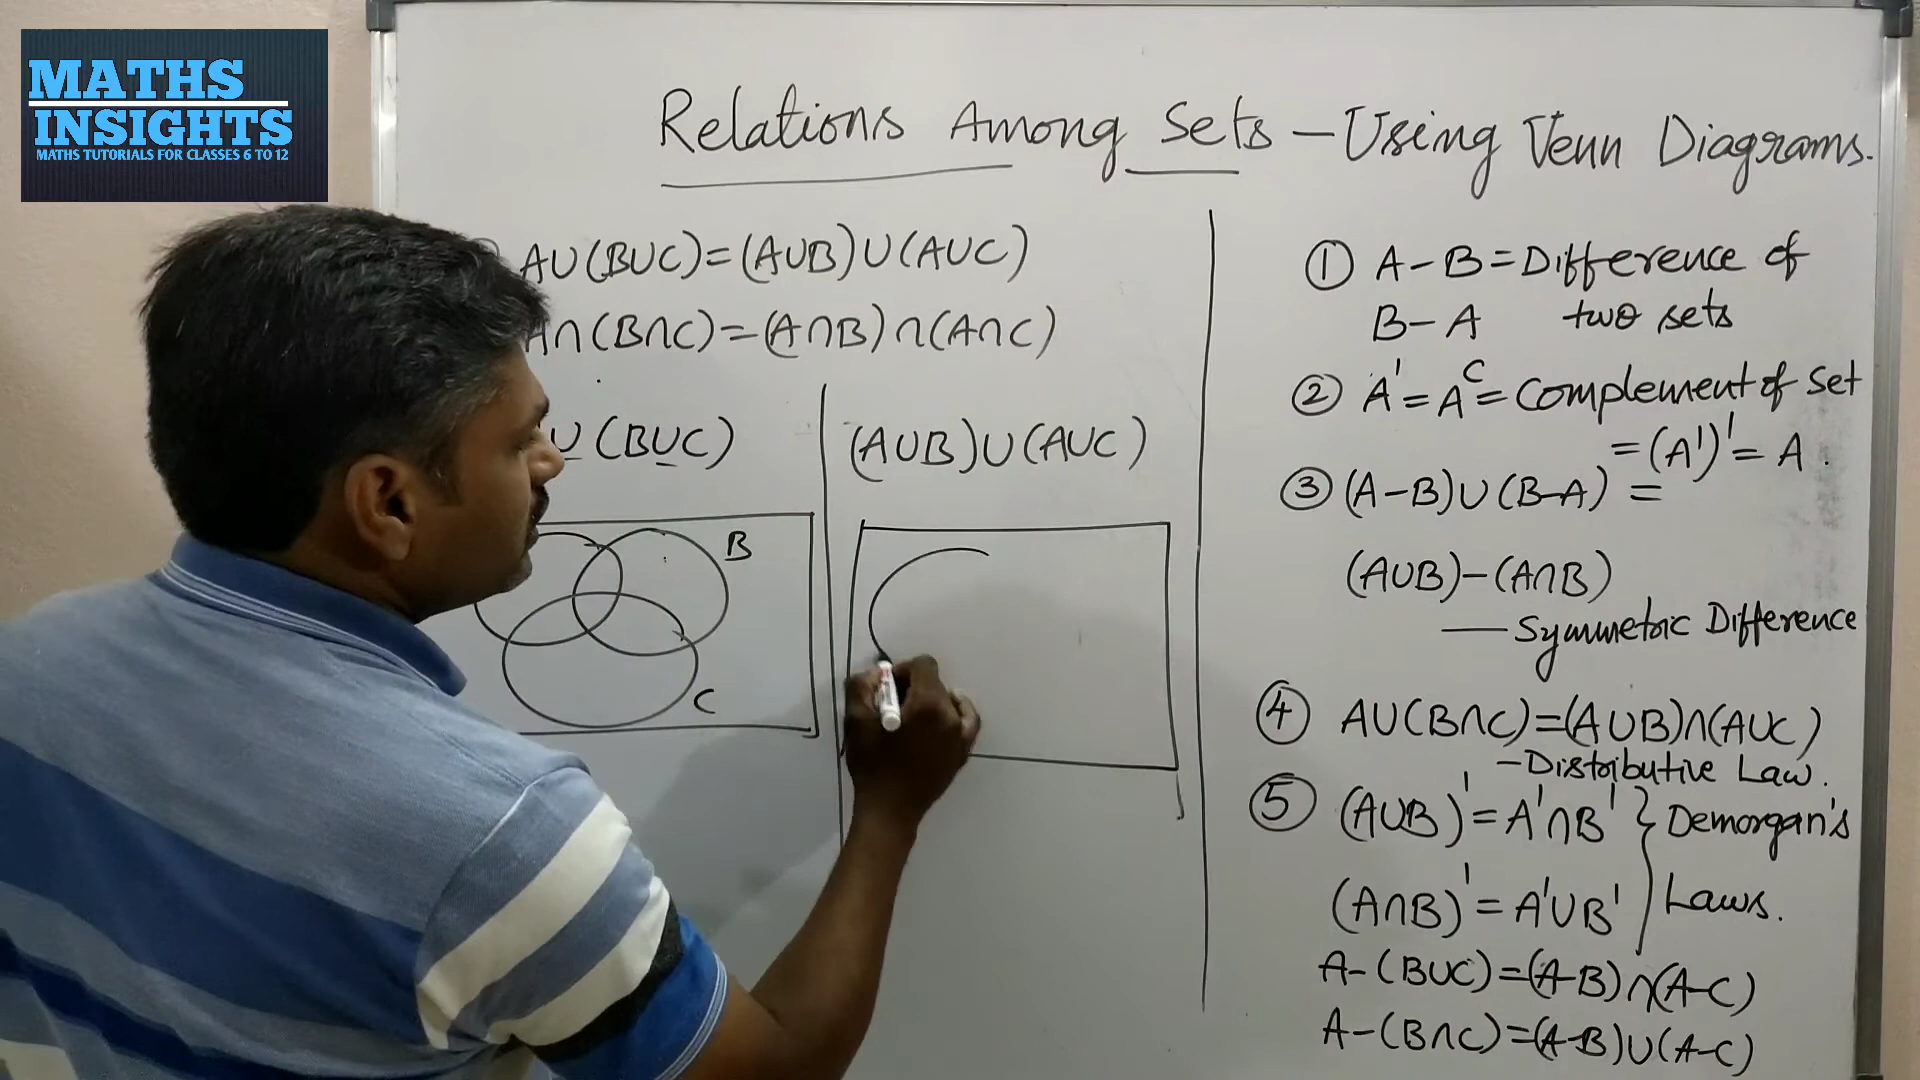 MATHS
INSIGHTS
MATHS TUTORIALS FOR CLASSES 6 TO 12
Relations Among Sets – Using Venn Diagrams.
AU(BUC)=(AUB)U(AUC)
A∩(B∩C)=(A∩B)∩(A∩C)
U(BUC)
B
C
(AUB)U(AUC)
① A-B=Difference of
B-A two sets
② A'=Aᶜ=Complement of Set
=(A')'=A.
③ (A-B)U(B-A) =
(AUB)-(A∩B)
— Symmetric Difference
④ AU(B∩C)=(AUB)∩(AUC)
-Distributive Law.
⑤ (AUB)'=A'∩B' } Demorgan's
(A∩B)'=A'UB' Laws.
A-(BUC)=(A-B)∩(A-C)
A-(B∩C)=(A-B)U(A-C)